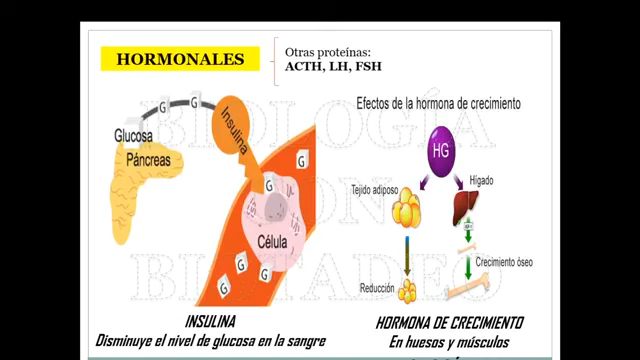 HORMONALES
Otras proteínas:
ACTH, LH, FSH
G
G
Insulina
Glucosa
Páncreas
G
G
Célula
G
G
G
INSULINA
Disminuye el nivel de glucosa en la sangre
Efectos de la hormona de crecimiento
HG
Tejido adiposo
Hígado
Reducción
Crecimiento óseo
HORMONA DE CRECIMIENTO
En huesos y músculos
BIOLOGÍA
CON